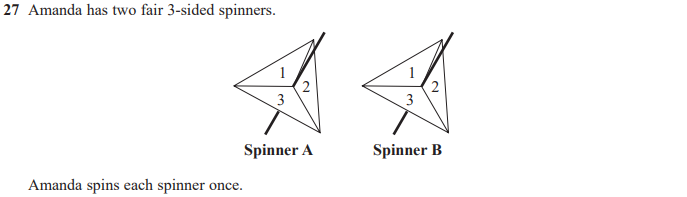 27 Amanda has two fair 3-sided spinners.
1 1
2 2
3 3
Spinner A Spinner B
Amanda spins each spinner once.